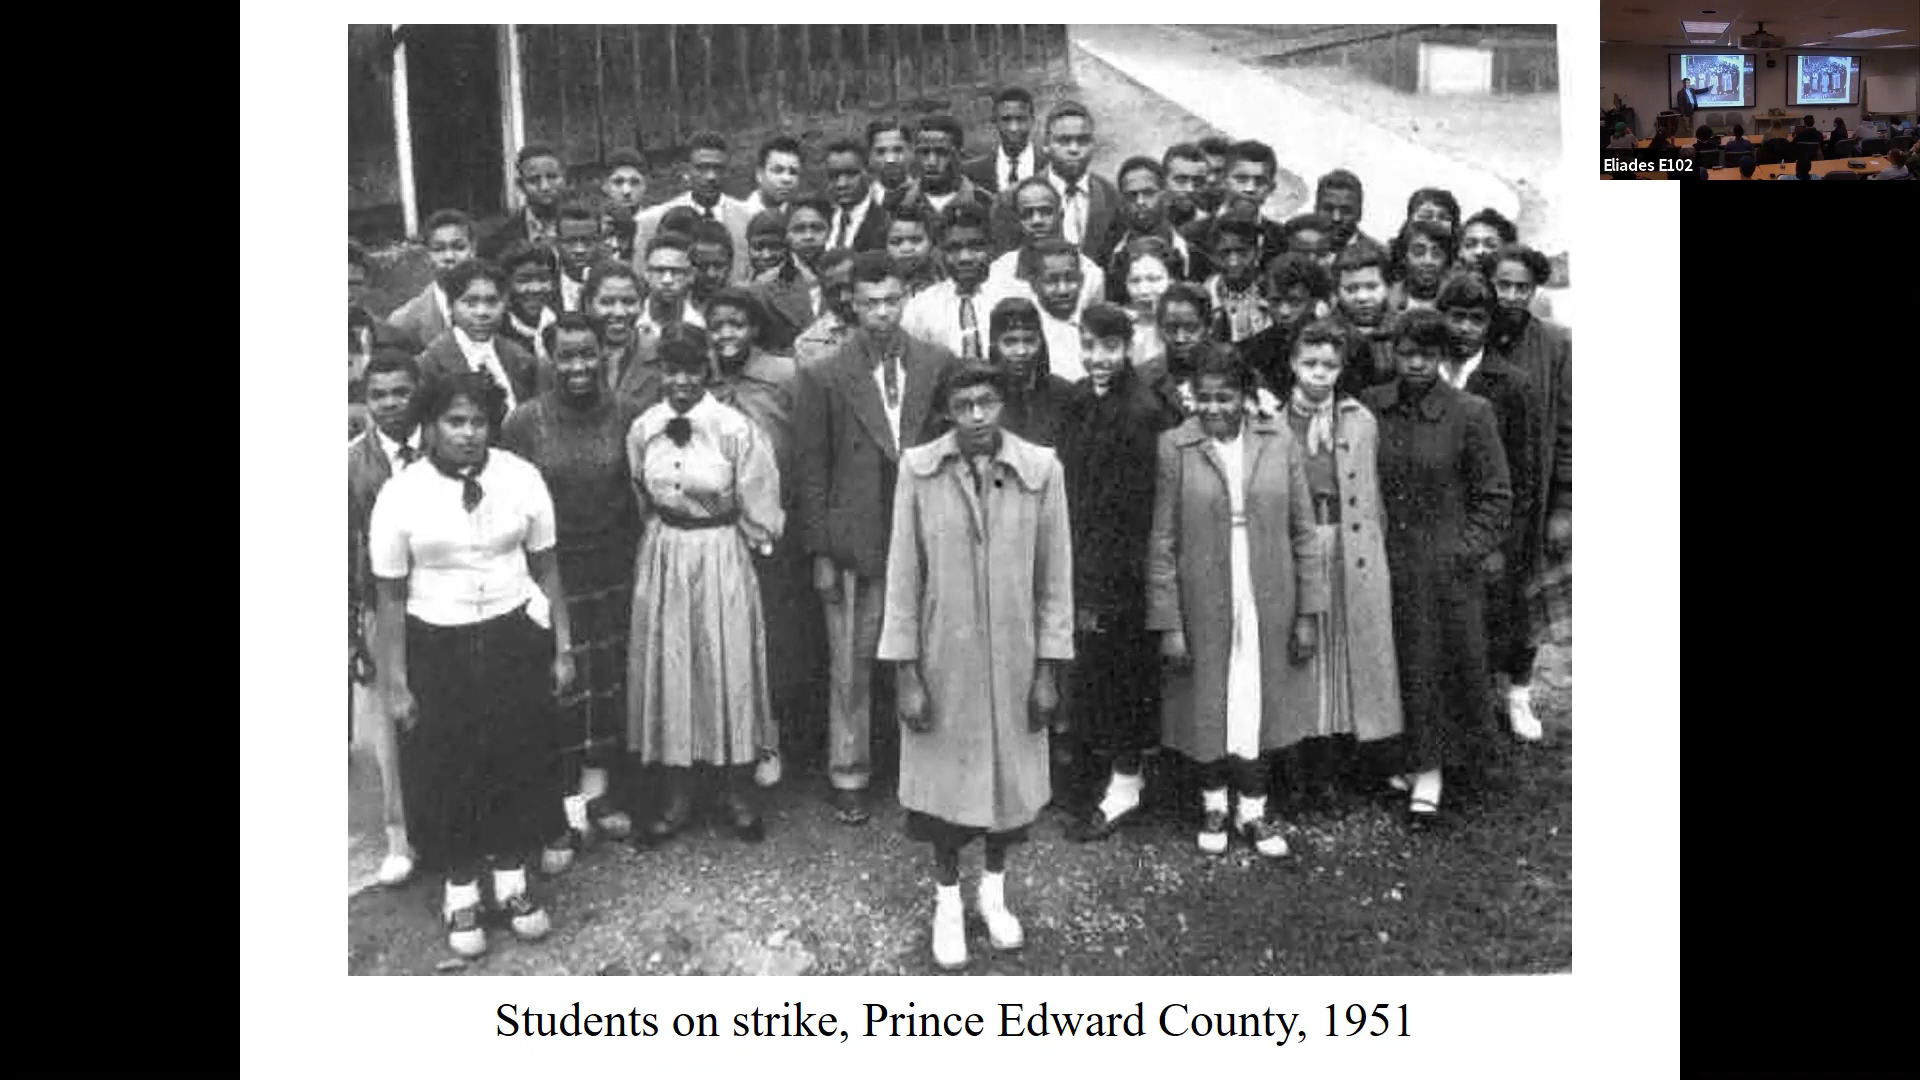 Eliades E102
Students on strike, Prince Edward County, 1951